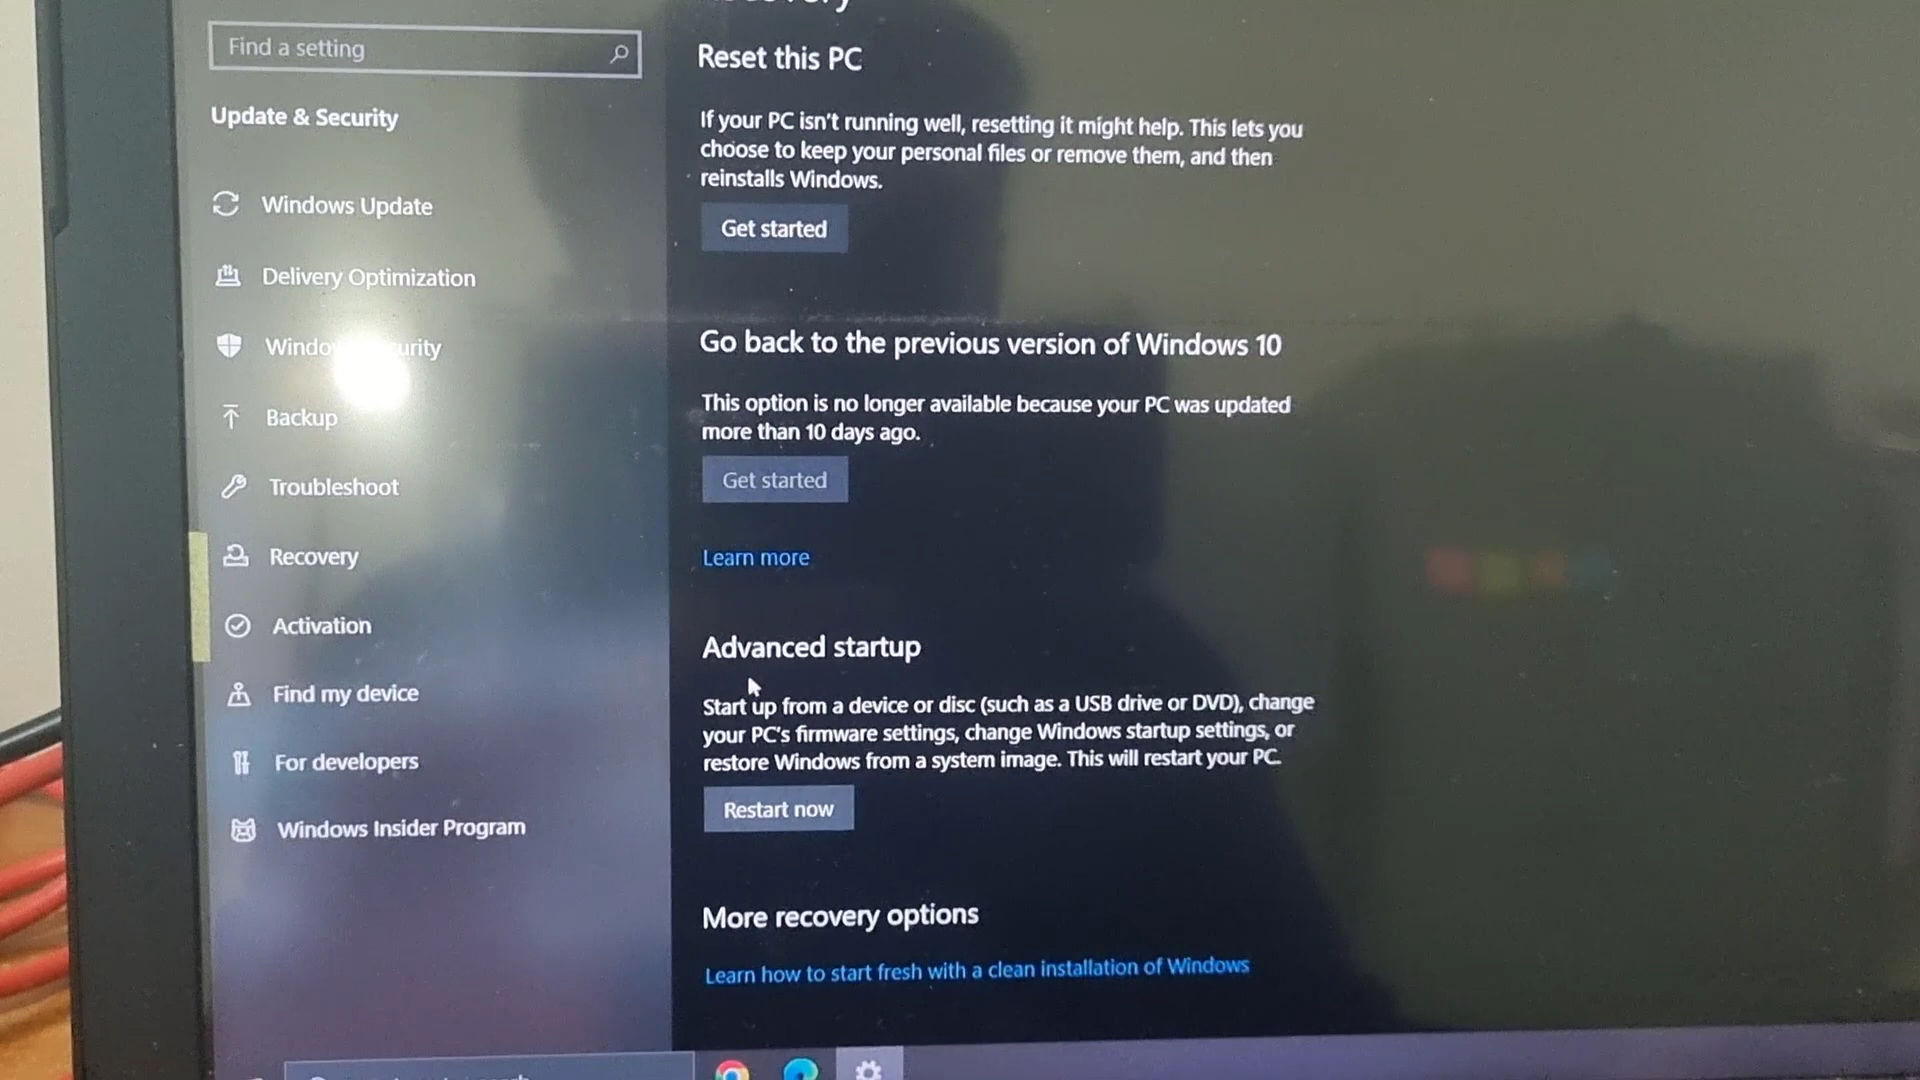 Find a setting
Update & Security
Windows Update
Delivery Optimization
Backup
Troubleshoot
Recovery
Activation
Find my device
For developers
Windows Insider Program
Reset this PC
If your PC isn't running well, resetting it might help. This lets you
choose to keep your personal files or remove them, and then
reinstalls Windows.
Get started
Go back to the previous version of Windows 10
This option is no longer available because your PC was updated
more than 10 days ago.
Get started
Learn more
Advanced startup
Start up from a device or disc (such as a USB drive or DVD), change
your PC's firmware settings, change Windows startup settings, or
restore Windows from a system image. This will restart your PC.
Restart now
More recovery options
Learn how to start fresh with a clean installation of Windows